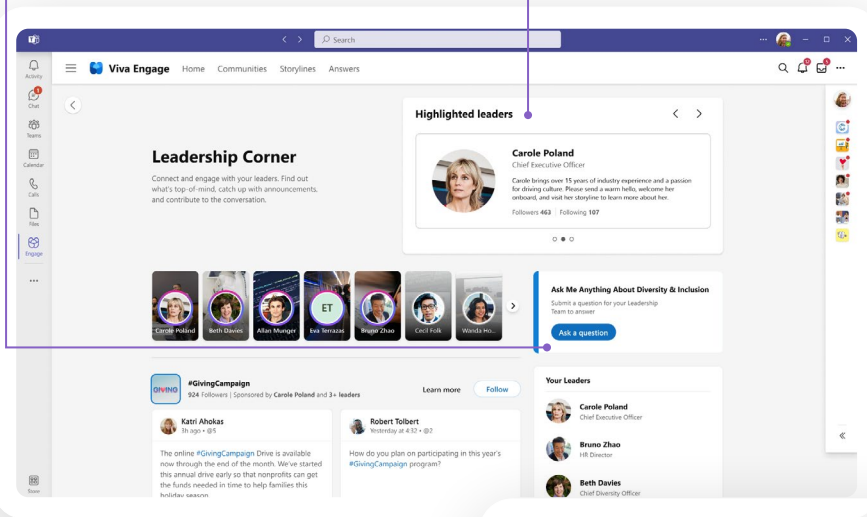 Search
Activity
Chat
Teams
Calendar
Calls
Files
Engage
Store
Viva Engage
Home
Communities
Storylines
Answers
Leadership Corner
Connect and engage with your leaders. Find out
what's top-of-mind, catch up with announcements,
and contribute to the conversation.
Highlighted leaders
Carole Poland
Chief Executive Officer
Carole brings over 15 years of industry experience and a passion
for driving culture. Please send a warm hello, welcome her
onboard, and visit her storyline to learn more about her.
Followers 463 | Following 107
Carole Poland
Beth Davies
Allan Munger
ET
Eva Terrazas
Bruno Zhao
Cecil Folk
Wanda Ho...
Ask Me Anything About Diversity & Inclusion
Submit a question for your Leadership
Team to answer
Ask a question
GIVING
#GivingCampaign
924 Followers | Sponsored by Carole Poland and 3+ leaders
Learn more
Follow
Katri Ahokas
The online #GivingCampaign Drive is available
now through the end of the month. We've started
this annual drive early so that nonprofits can get
the funds needed in time to help families this
holiday season.
Robert Tolbert
Yesterday at 4:32
How do you plan on participating in this year's
#GivingCampaign program?
Your Leaders
Carole Poland
Chief Executive Officer
Bruno Zhao
HR Director
Beth Davies
Chief Diversity Officer